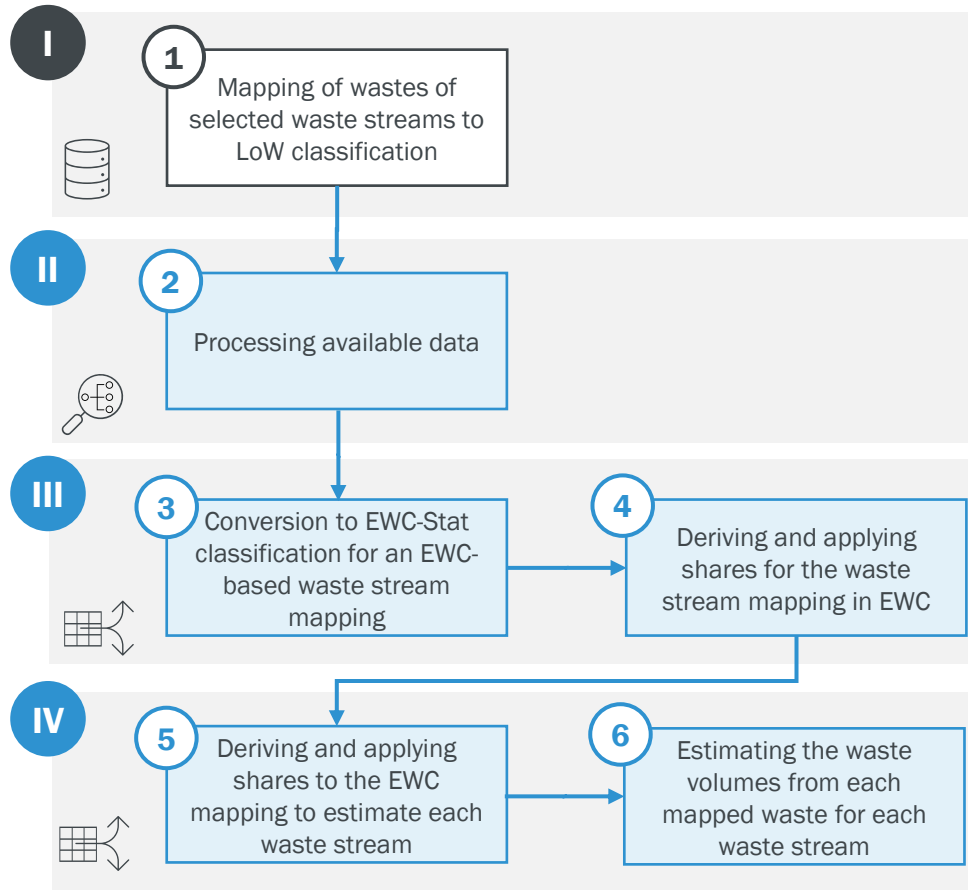 I
1
Mapping of wastes of
selected waste streams to
LoW classification
II
2
Processing available data
III
3
Conversion to EWC-Stat
classification for an EWC-
based waste stream
mapping
4
Deriving and applying
shares for the waste
stream mapping in EWC
IV
5
Deriving and applying
shares to the EWC
mapping to estimate each
waste stream
6
Estimating the waste
volumes from each
mapped waste for each
waste stream